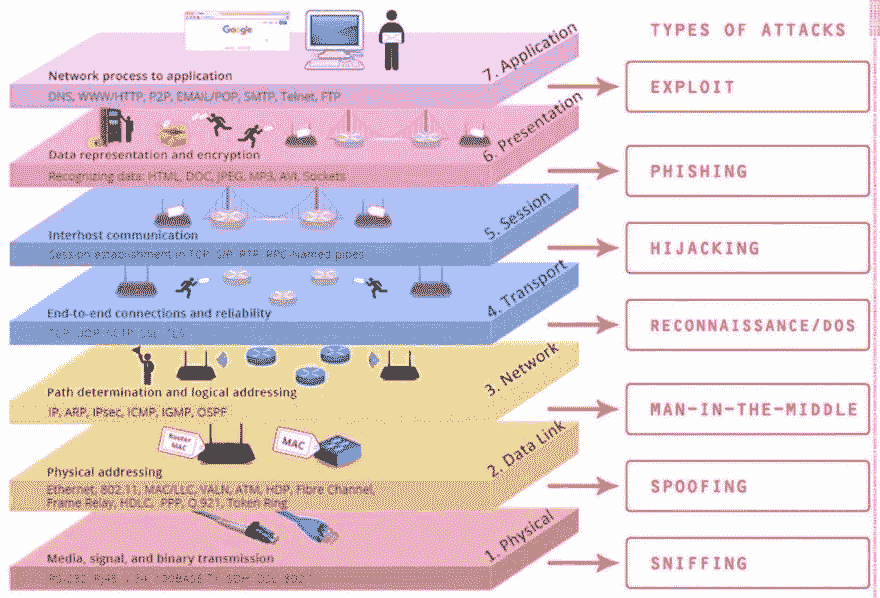 TYPES OF ATTACKS
Google
7. Application
Network process to application
DNS, WWW/HTTP, P2P, EMAIL/POP, SMTP, Telnet, FTP
EXPLOIT
6. Presentation
Data representation and encryption
Recognizing data: HTML, DOC, JPEG, MP3, AVI, Sockets
PHISHING
5. Session
Interhost communication
Session establishment in TCP, SIP, RTP, RPC-Named pipes
HIJACKING
4. Transport
End-to-end connections and reliability
TCP, UDP, SCTP, SSL, TLS
RECONNAISSANCE/DOS
3. Network
Path determination and logical addressing
IP, ARP, IPsec, ICMP, IGMP, OSPF
MAN-IN-THE-MIDDLE
Router
MAC
MAC
2. Data Link
Physical addressing
Ethernet, 802.11, MAC/LLC, VALN, ATM, HDP, Fibre Channel,
Frame Relay, HDLC, PPP, Q.921, Token Ring
SPOOFING
1. Physical
Media, signal, and binary transmission
SNIFFING